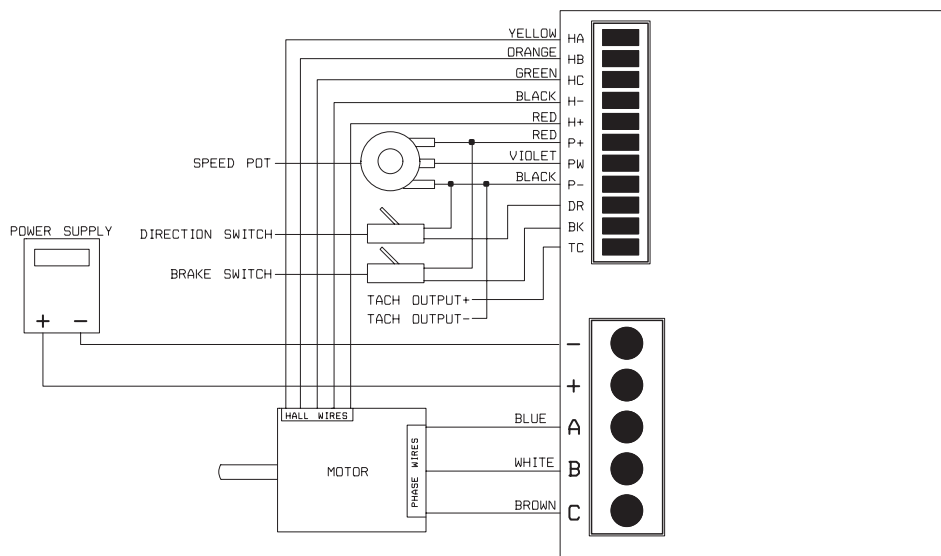 YELLOW HA
ORANGE HB
GREEN HC
BLACK H-
RED H+
RED P+
SPEED POT VIOLET PW
BLACK P-
DR
POWER SUPPLY DIRECTION SWITCH BK
BRAKE SWITCH TC
TACH OUTPUT+
+ - TACH OUTPUT-
-
+
HALL WIRES
BLUE A
MOTOR PHASE WIRES WHITE B
BROWN C